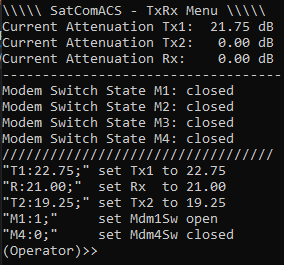 \\\\\ SatComACS - TxRx Menu \\\\\
Current Attenuation Tx1:  21.75 dB
Current Attenuation Tx2:   0.00 dB
Current Attenuation Rx:    0.00 dB
----------------------------------
Modem Switch State M1: closed
Modem Switch State M2: closed
Modem Switch State M3: closed
Modem Switch State M4: closed
//////////////////////////////////
"T1:22.75;" set Tx1 to 22.75
"R:21.00;"  set Rx  to 21.00
"T2:19.25;" set Tx2 to 19.25
"M1:1;"     set Mdm1Sw open
"M4:0;"     set Mdm4Sw closed
(Operator)>>